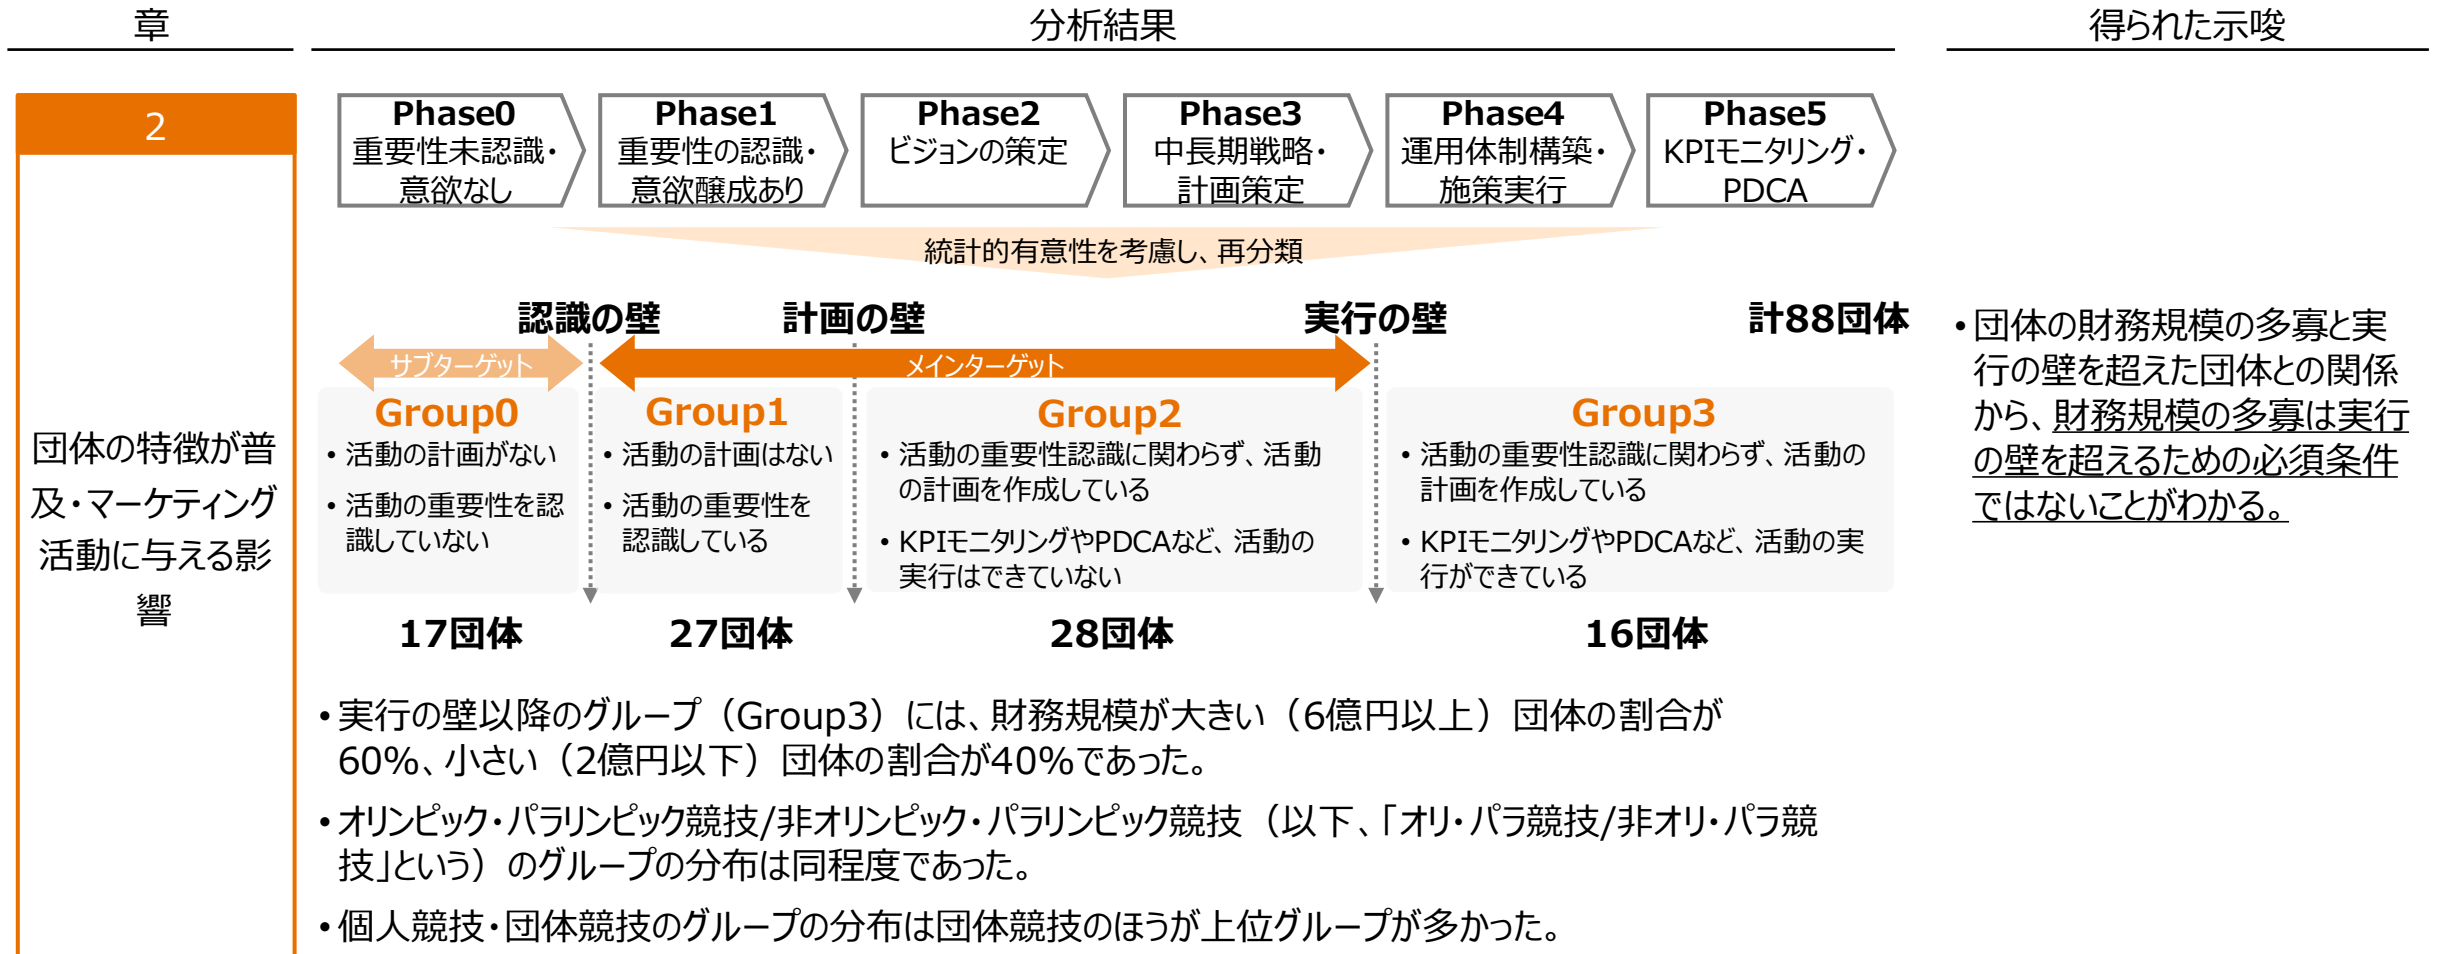 章
分析結果
得られた示唆
2
団体の特徴が普
及・マーケティング
活動に与える影
響
Phase0
重要性未認識・
意欲なし
Phase1
重要性の認識・
意欲醸成あり
Phase2
ビジョンの策定
Phase3
中長期戦略・
計画策定
Phase4
運用体制構築・
施策実行
Phase5
KPIモニタリング・
PDCA
統計的有意性を考慮し、再分類
認識の壁
計画の壁
実行の壁
計88団体
サブターゲット
メインターゲット
Group0
• 活動の計画がない
• 活動の重要性を認
識していない
Group1
• 活動の計画はない
• 活動の重要性を
認識している
Group2
• 活動の重要性認識に関わらず、活動
の計画を作成している
• KPIモニタリングやPDCAなど、活動の
実行はできていない
Group3
• 活動の重要性認識に関わらず、活動の
計画を作成している
• KPIモニタリングやPDCAなど、活動の実
行ができている
17団体
27団体
28団体
16団体
• 実行の壁以降のグループ（Group3）には、財務規模が大きい（6億円以上）団体の割合が
60%、小さい（2億円以下）団体の割合が40%であった。
• オリンピック・パラリンピック競技/非オリンピック・パラリンピック競技（以下、「オリ・パラ競技/非オリ・パラ競
技」という）のグループの分布は同程度であった。
• 個人競技・団体競技のグループの分布は団体競技のほうが上位グループが多かった。
• 団体の財務規模の多寡と実
行の壁を超えた団体との関係
から、財務規模の多寡は実行
の壁を超えるための必須条件
ではないことがわかる。